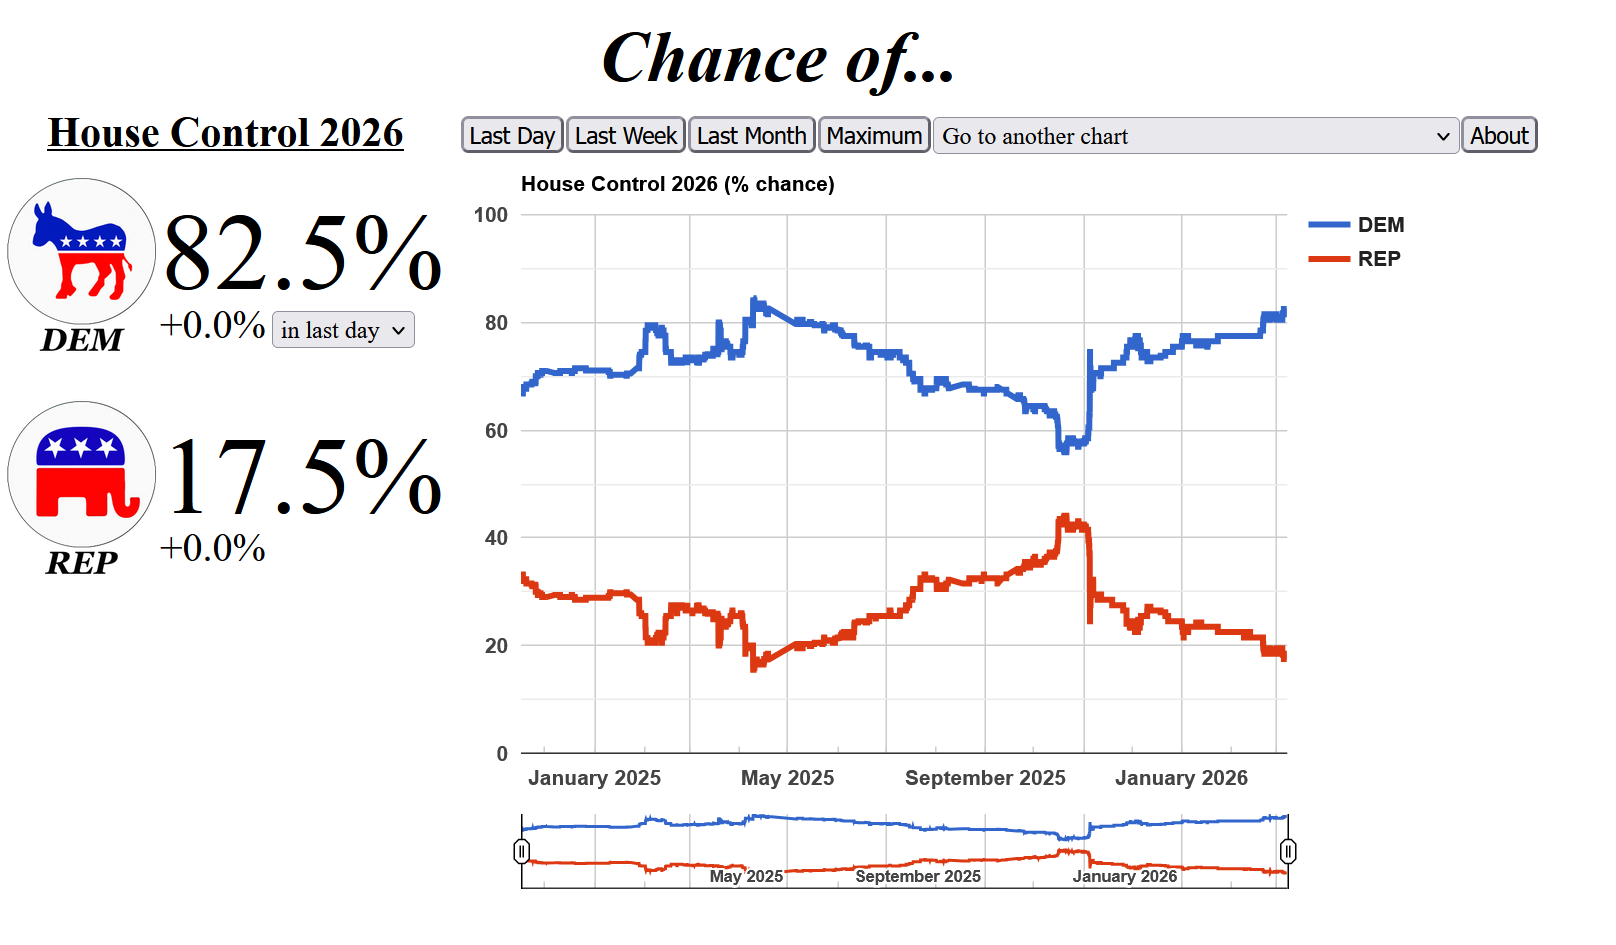 Chance of...
House Control 2026
Last Day Last Week Last Month Maximum Go to another chart About
82.5%
+0.0% in last day
DEM
17.5%
+0.0%
REP
House Control 2026 (% chance)
100
80
60
40
20
0
January 2025 May 2025 September 2025 January 2026
DEM
REP
May 2025 September 2025 January 2026